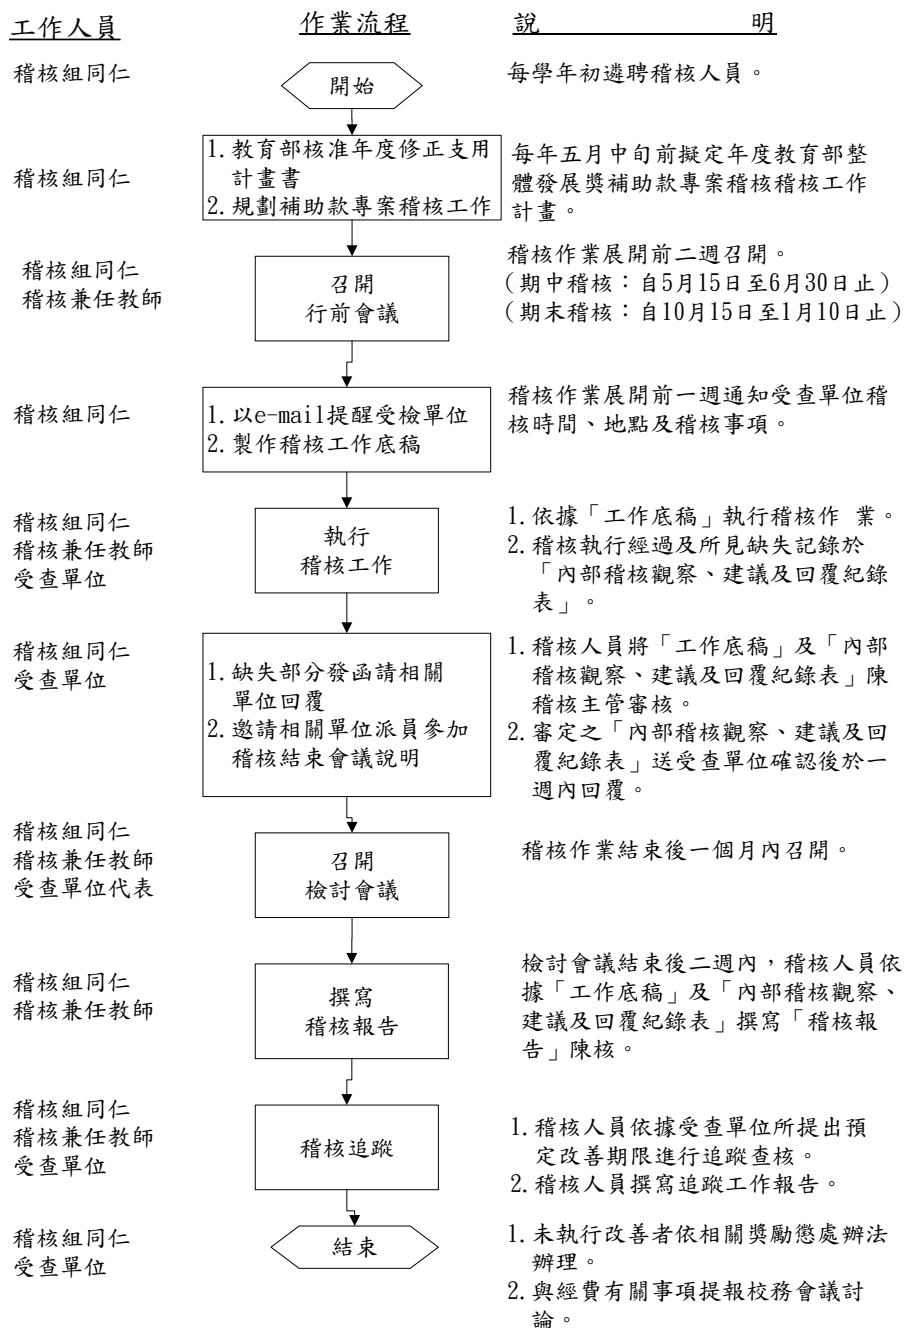 工作人員
作業流程
說 明
稽核組同仁
開始
每學年初遴聘稽核人員。
稽核組同仁
1.教育部核准年度修正支用
計畫書
2.規劃補助款專案稽核工作
每年五月中旬前擬定年度教育部整
體發展獎補助款專案稽核稽核工作
計畫。
稽核組同仁
稽核兼任教師
召開
行前會議
稽核作業展開前二週召開。
(期中稽核：自5月15日至6月30日止)
(期末稽核：自10月15日至1月10日止)
稽核組同仁
1.以e-mail提醒受檢單位
2.製作稽核工作底稿
稽核作業展開前一週通知受查單位稽
核時間、地點及稽核事項。
稽核組同仁
稽核兼任教師
受查單位
執行
稽核工作
1.依據「工作底稿」執行稽核作 業。
2.稽核執行經過及所見缺失記錄於
「內部稽核觀察、建議及回覆紀錄
表」。
稽核組同仁
受查單位
1.缺失部分發函請相關
單位回覆
2.邀請相關單位派員參加
稽核結束會議說明
1.稽核人員將「工作底稿」及「內部
稽核觀察、建議及回覆紀錄表」陳
稽核主管審核。
2.審定之「內部稽核觀察、建議及回
覆紀錄表」送受查單位確認後於一
週內回覆。
稽核組同仁
稽核兼任教師
受查單位代表
召開
檢討會議
稽核作業結束後一個月內召開。
稽核組同仁
稽核兼任教師
撰寫
稽核報告
檢討會議結束後二週內，稽核人員依
據「工作底稿」及「內部稽核觀察、
建議及回覆紀錄表」撰寫「稽核報
告」陳核。
稽核組同仁
稽核兼任教師
受查單位
稽核追蹤
1.稽核人員依據受查單位所提出預
定改善期限進行追蹤查核。
2.稽核人員撰寫追蹤工作報告。
稽核組同仁
受查單位
結束
1.未執行改善者依相關獎勵懲處辦法
辦理。
2.與經費有關事項提報校務會議討
論。